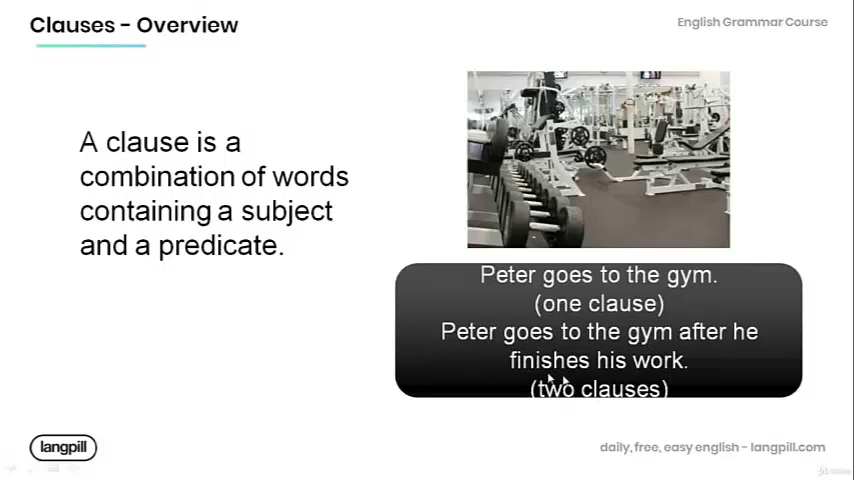 Clauses - Overview
English Grammar Course
A clause is a
combination of words
containing a subject
and a predicate.
Peter goes to the gym.
(one clause)
Peter goes to the gym after he
finishes his work.
(two clauses)
langpill
daily, free, easy english - langpill.com